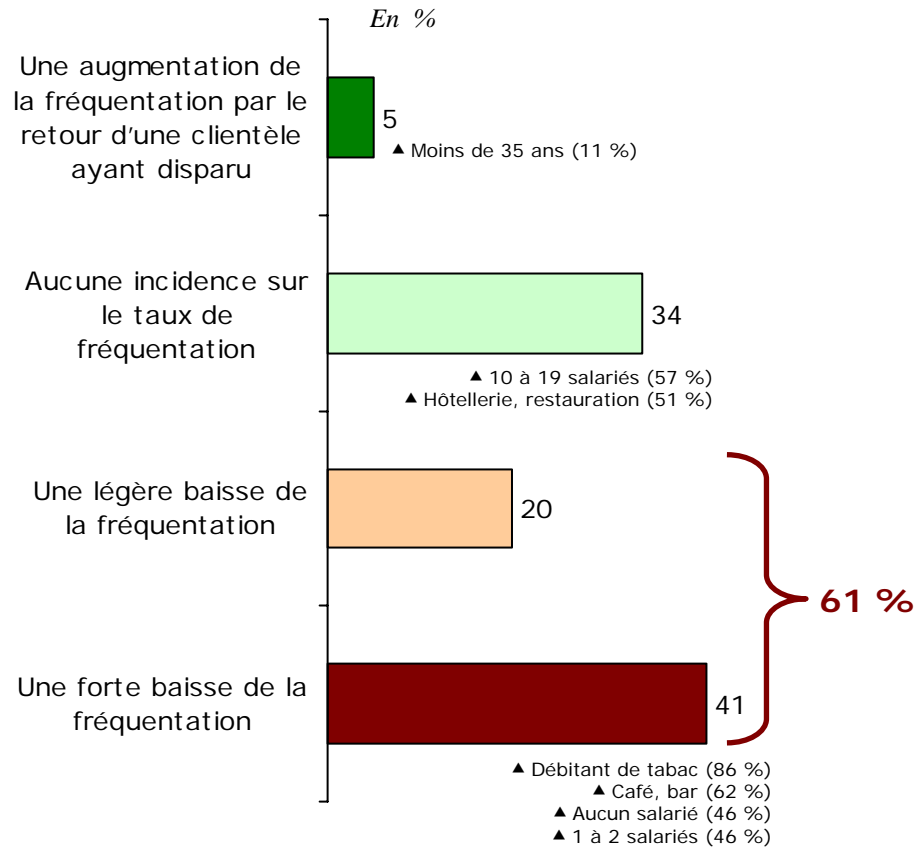 En %
Une augmentation de
la fréquentation par le
retour d'une clientèle
ayant disparu
5
▲ Moins de 35 ans (11 %)
Aucune incidence sur
le taux de
fréquentation
34
▲ 10 à 19 salariés (57 %)
▲ Hôtellerie, restauration (51 %)
Une légère baisse de
la fréquentation
20
61 %
Une forte baisse de la
fréquentation
41
▲ Débitant de tabac (86 %)
▲ Café, bar (62 %)
▲ Aucun salarié (46 %)
▲ 1 à 2 salariés (46 %)